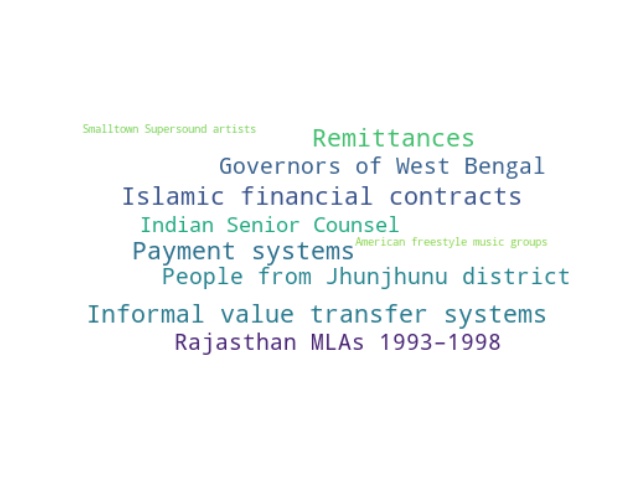 Smalltown Supersound artists
Remittances
Governors of West Bengal
Islamic financial contracts
Indian Senior Counsel
American freestyle music groups
Payment systems
People from Jhunjhunu district
Informal value transfer systems
Rajasthan MLAs 1993–1998